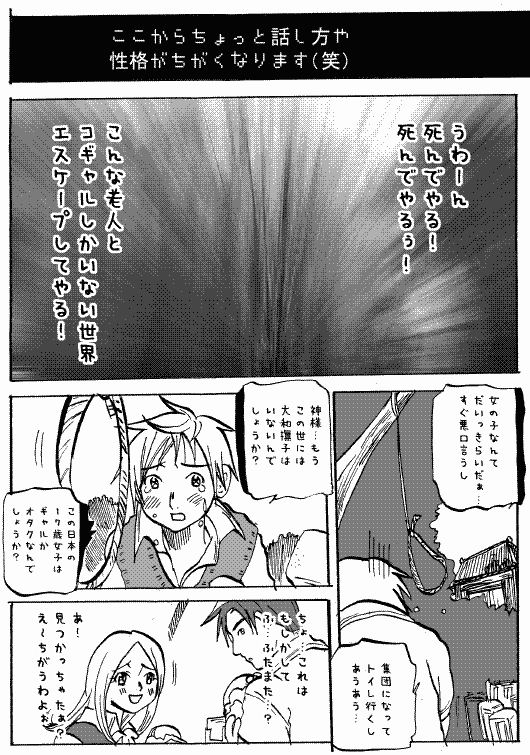 ここからちょっと話し方や
性格がちがくなります(笑)
うわーん
死んでやる!
死んでやるぅ!
こんな老人と
コギャルしかいない世界
エスケープしてやる!
女の子なんて
だいっきらいだぁ…
すぐ悪口言うし
集団になって
トイレ行くし
あうあう…
神様…もう
この世には
大和撫子は
いないんで
しょうか?
この日本の
17歳女子は
ギャルか
オタクなんで
しょうか?
ちょ、これは
もしかして
ふ…ふたまた…?
あ!
見つかっちゃたぁ?
え〜ちがうわよぉ